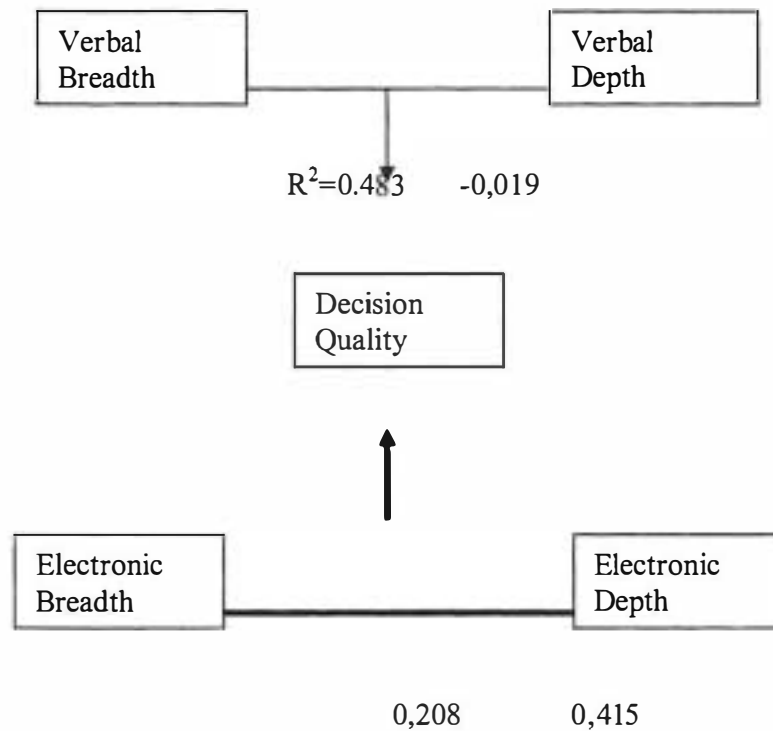 Verbal
Breadth
Verbal
Depth
R²=0.483 -0,019
Decision
Quality
Electronic
Breadth
Electronic
Depth
0,208 0,415